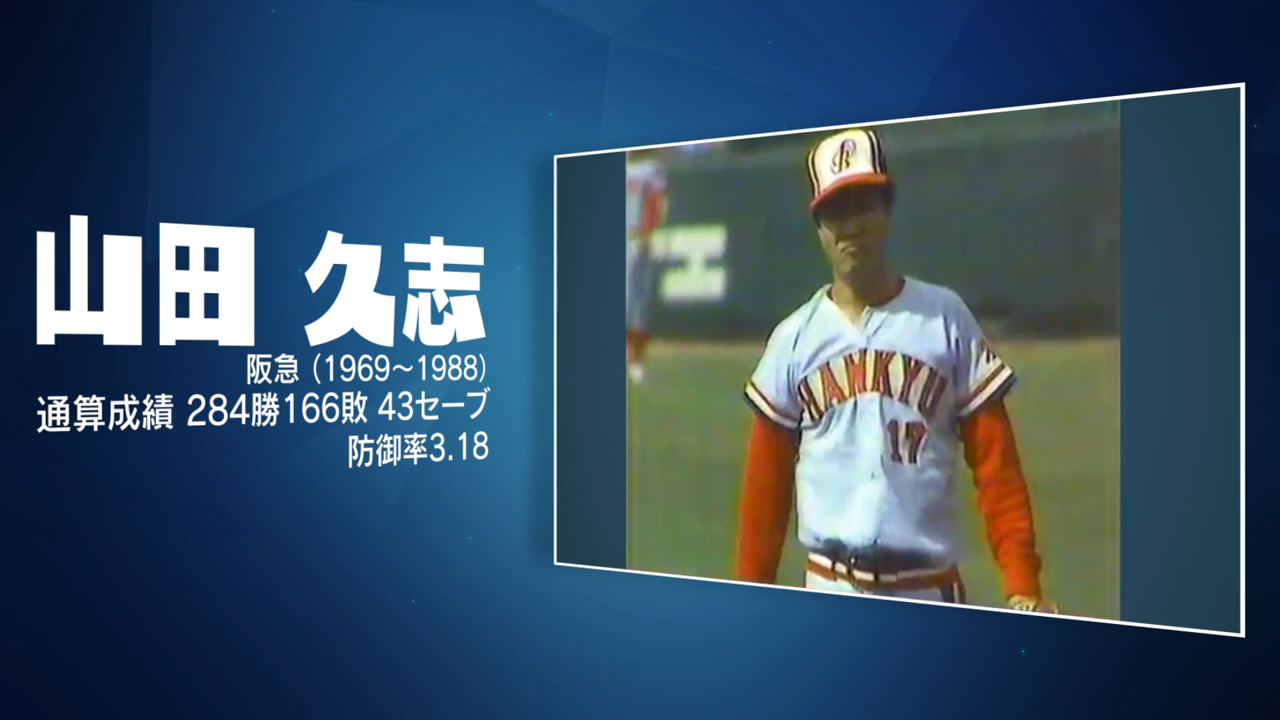 山田 久志
阪急 (1969~1988)
通算成績 284勝166敗 43セーブ
防御率3.18
B
H
HANKYU
17